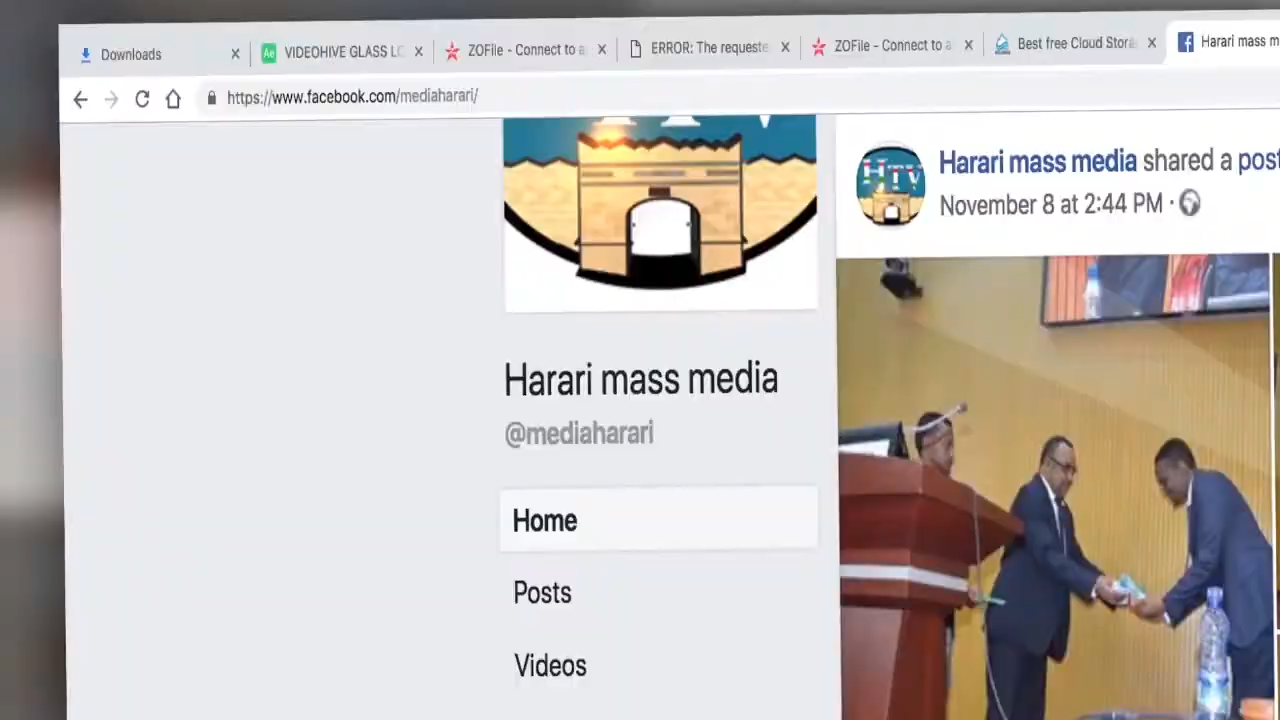 Downloads
VIDEOHIVE GLASS LO
ZOFile - Connect to a
ERROR: The requeste
ZOFile - Connect to a
Best free Cloud Stora
Harari mass m
https://www.facebook.com/mediaharari/
Harari mass media
@mediaharari
Home
Posts
Videos
HTV
Harari mass media shared a post
November 8 at 2:44 PM ·